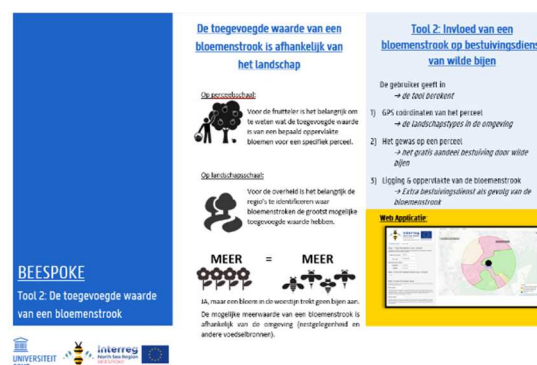 BEESPOKE
Tool 2: De toegevoegde waarde
van een bloemenstrook
UNIVERSITEIT
Interreg
North Sea Region
BEESPOKE
De toegevoegde waarde van een
bloemenstrook is afhankelijk van
het landschap
Op perceelsschaal:
Voor de fruitteler is het belangrijk om
te weten wat de toegevoegde waarde
is van een bepaald oppervlakte
bloemen voor een specifiek perceel.
Op landschapsschaal:
Voor de overheid is het belangrijk de
regio's te identificeren waar
bloemenstroken de grootst mogelijke
toegevoegde waarde hebben.
MEER = MEER
JA, maar een bloem in de woestijn trekt geen bijen aan.
De mogelijke meerwaarde van een bloemenstrook is
afhankelijk van de omgeving (nestgelegenheid en
andere voedselbronnen).
Tool 2: Invloed van een
bloemenstrook op bestuivingsdiens
van wilde bijen
De gebruiker geeft in
→ de tool berekent
1) GPS coördinaten van het perceel
→ de landschapstypes in de omgeving
2) Het gewas op een perceel
→ het gratis aandeel bestuiving door wilde
bijen
3) Ligging & oppervlakte van de bloemenstrook
→ Extra bestuivingsdienst als gevolg van de
bloemenstrook
Web Applicatie: